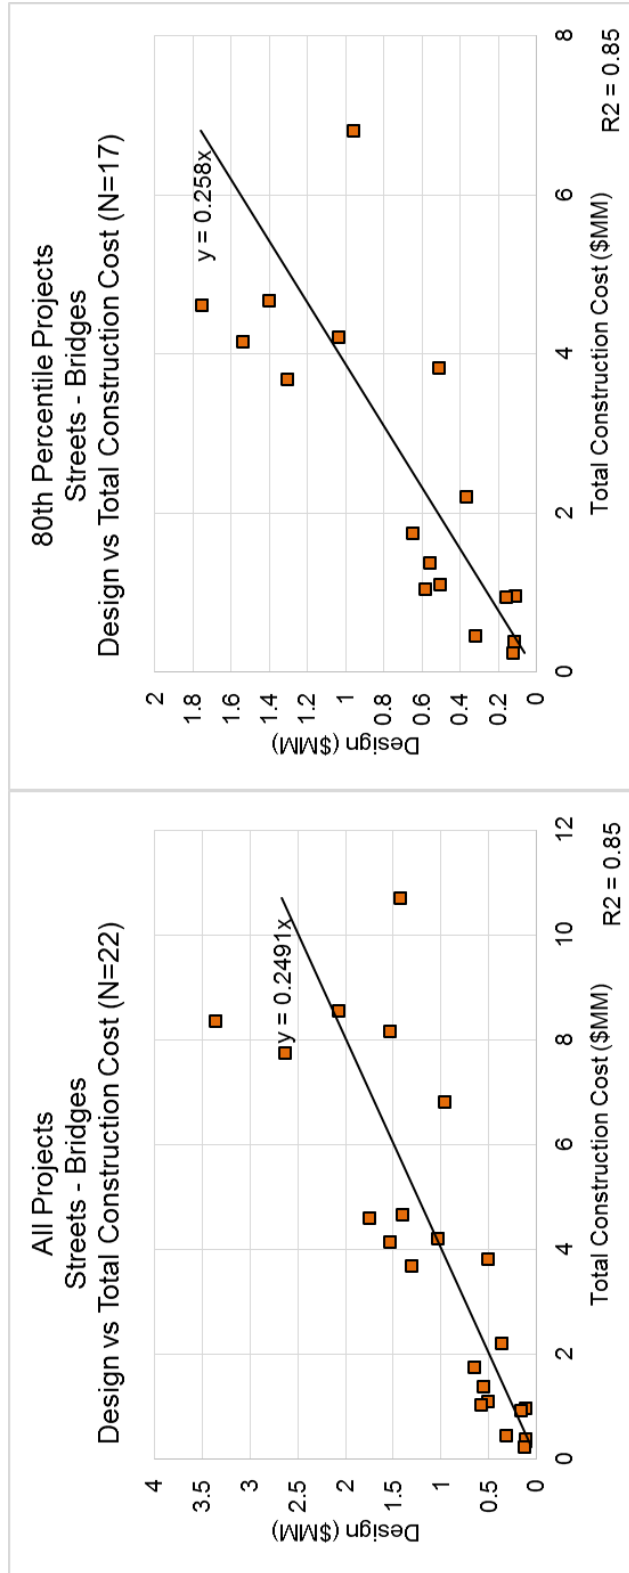 All Projects
Streets - Bridges
Design vs Total Construction Cost (N=22)
4
3.5
3
2.5
2
1.5
1
0.5
0
Design ($MM)
y = 0.2491x
0
2
4
6
8
10
12
Total Construction Cost ($MM)
R2 = 0.85
80th Percentile Projects
Streets - Bridges
Design vs Total Construction Cost (N=17)
2
1.8
1.6
1.4
1.2
1
0.8
0.6
0.4
0.2
0
Design ($MM)
y = 0.258x
0
2
4
6
8
Total Construction Cost ($MM)
R2 = 0.85